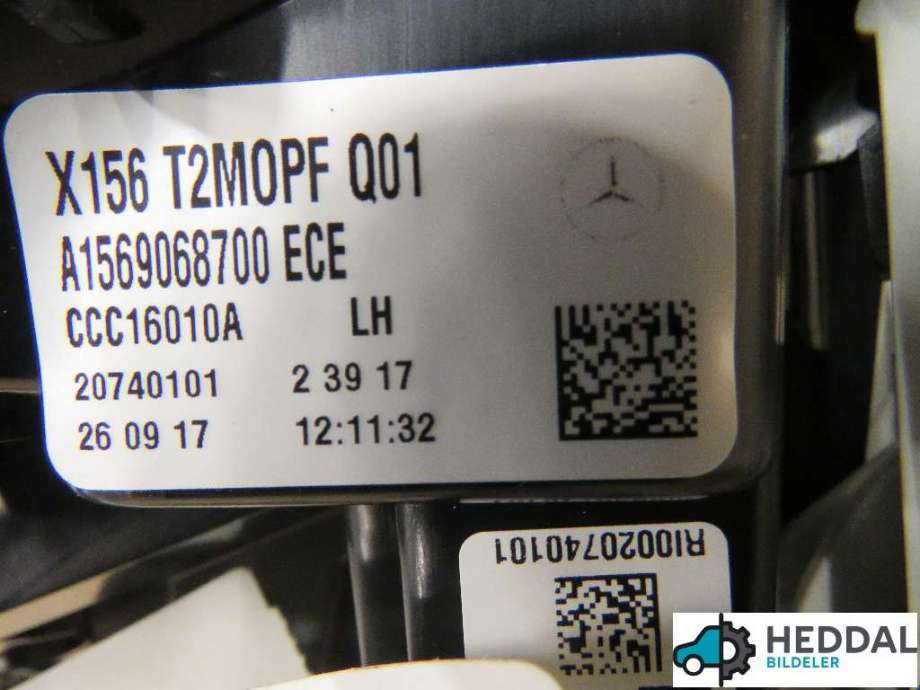 X156 T2MOPF Q01
A1569068700 ECE
CCC16010A LH
20740101 2 39 17
26 09 17 12:11:32
RI0020740101
HEDDAL
BILDELER